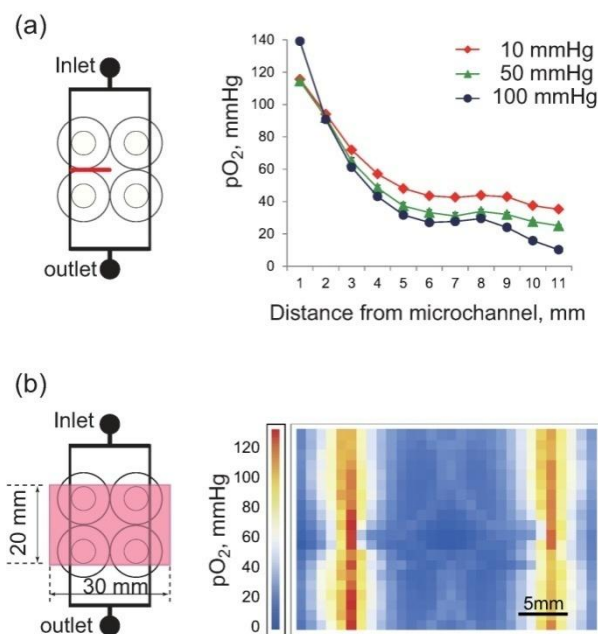 (a)
Inlet
outlet
pO₂, mmHg
140
120
100
80
60
40
20
0
1 2 3 4 5 6 7 8 9 10 11
Distance from microchannel, mm
10 mmHg
50 mmHg
100 mmHg
(b)
Inlet
20 mm
30 mm
outlet
pO₂, mmHg
120
100
80
60
40
20
0
5mm